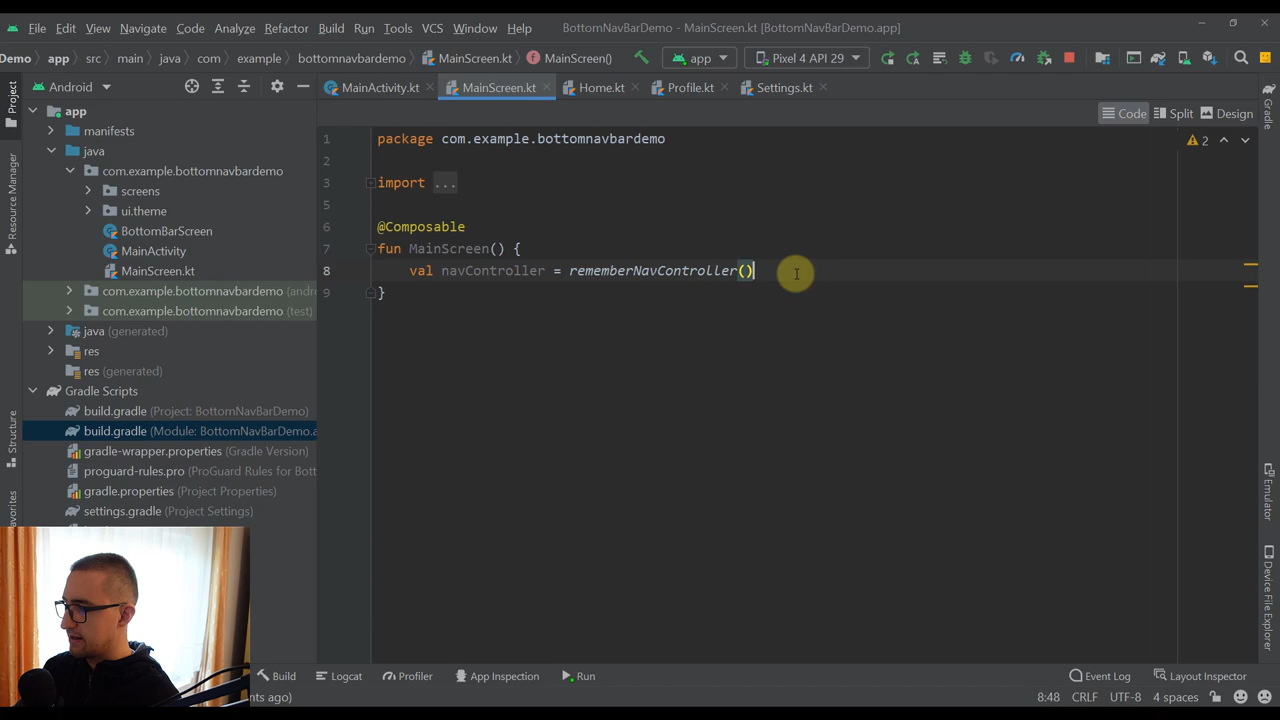 File Edit View Navigate Code Analyze Refactor Build Run Tools VCS Window Help BottomNavBarDemo - MainScreen.kt [BottomNavBarDemo.app]
Demo app src main java com example bottomnavbardemo MainScreen.kt MainScreen() app Pixel 4 API 29
Android MainActivity.kt MainScreen.kt Home.kt Profile.kt Settings.kt
Code Split Design
Project
Resource Manager
Structure
Gradle
Emulator
Device File Explorer
app
manifests
java
com.example.bottomnavbardemo
screens
ui.theme
BottomBarScreen
MainActivity
MainScreen.kt
com.example.bottomnavbardemo
com.example.bottomnavbardemo (test)
java (generated)
res
res (generated)
Gradle Scripts
build.gradle (Project: BottomNavBarDemo)
build.gradle (Module: BottomNavBarDemo.a
gradle-wrapper.properties (Gradle Version)
proguard-rules.pro (ProGuard Rules for Bott
gradle.properties (Project Properties)
settings.gradle (Project Settings)
2
1 package com.example.bottomnavbardemo
2
3 import ...
5
6 @Composable
7 fun MainScreen() {
8 val navController = rememberNavController()
9 }
Build Logcat Profiler App Inspection Run Event Log Layout Inspector
nts ago) 8:48 CRLF UTF-8 4 spaces